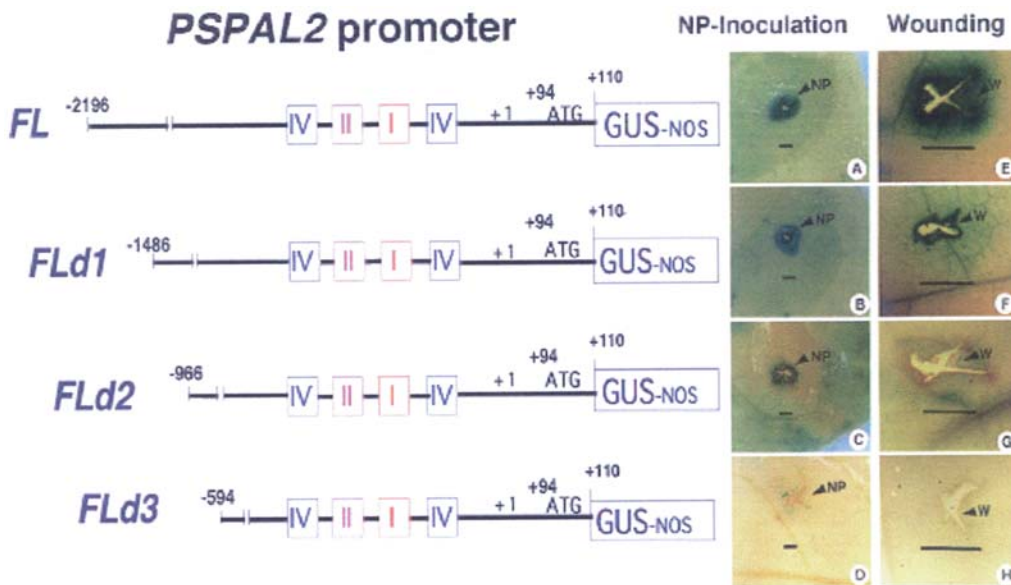 PSPAL2 promoter
NP-Inoculation Wounding
FL -2196 IV II I IV +1 +94 ATG +110 GUS-NOS
NP A
W E
FLd1 -1486 IV II I IV +1 +94 ATG +110 GUS-NOS
NP B
W F
FLd2 -966 IV II I IV +1 +94 ATG +110 GUS-NOS
NP C
W G
FLd3 -594 IV II I IV +1 +94 ATG +110 GUS-NOS
NP D
W H